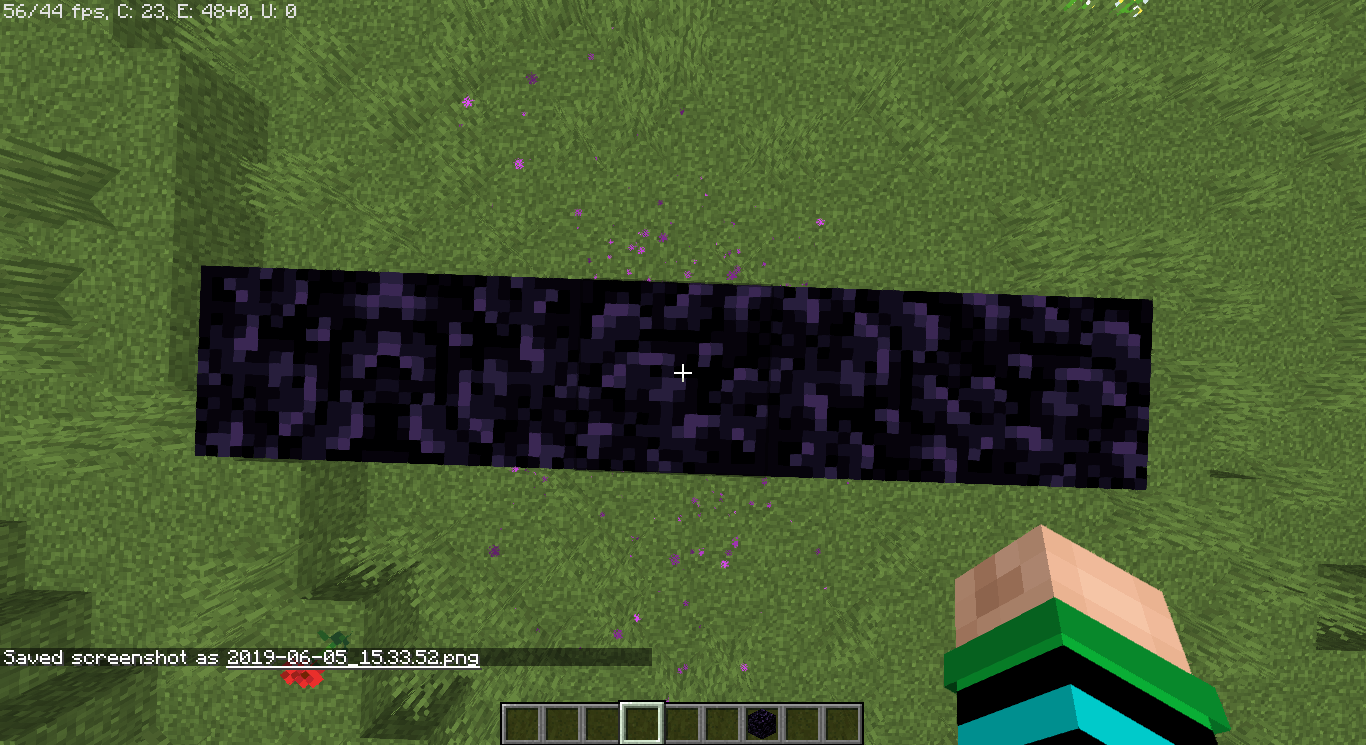 56/44 fps, C: 23, E: 48+0, U: 0
Saved screenshot as 2019-06-05_15.33.52.png